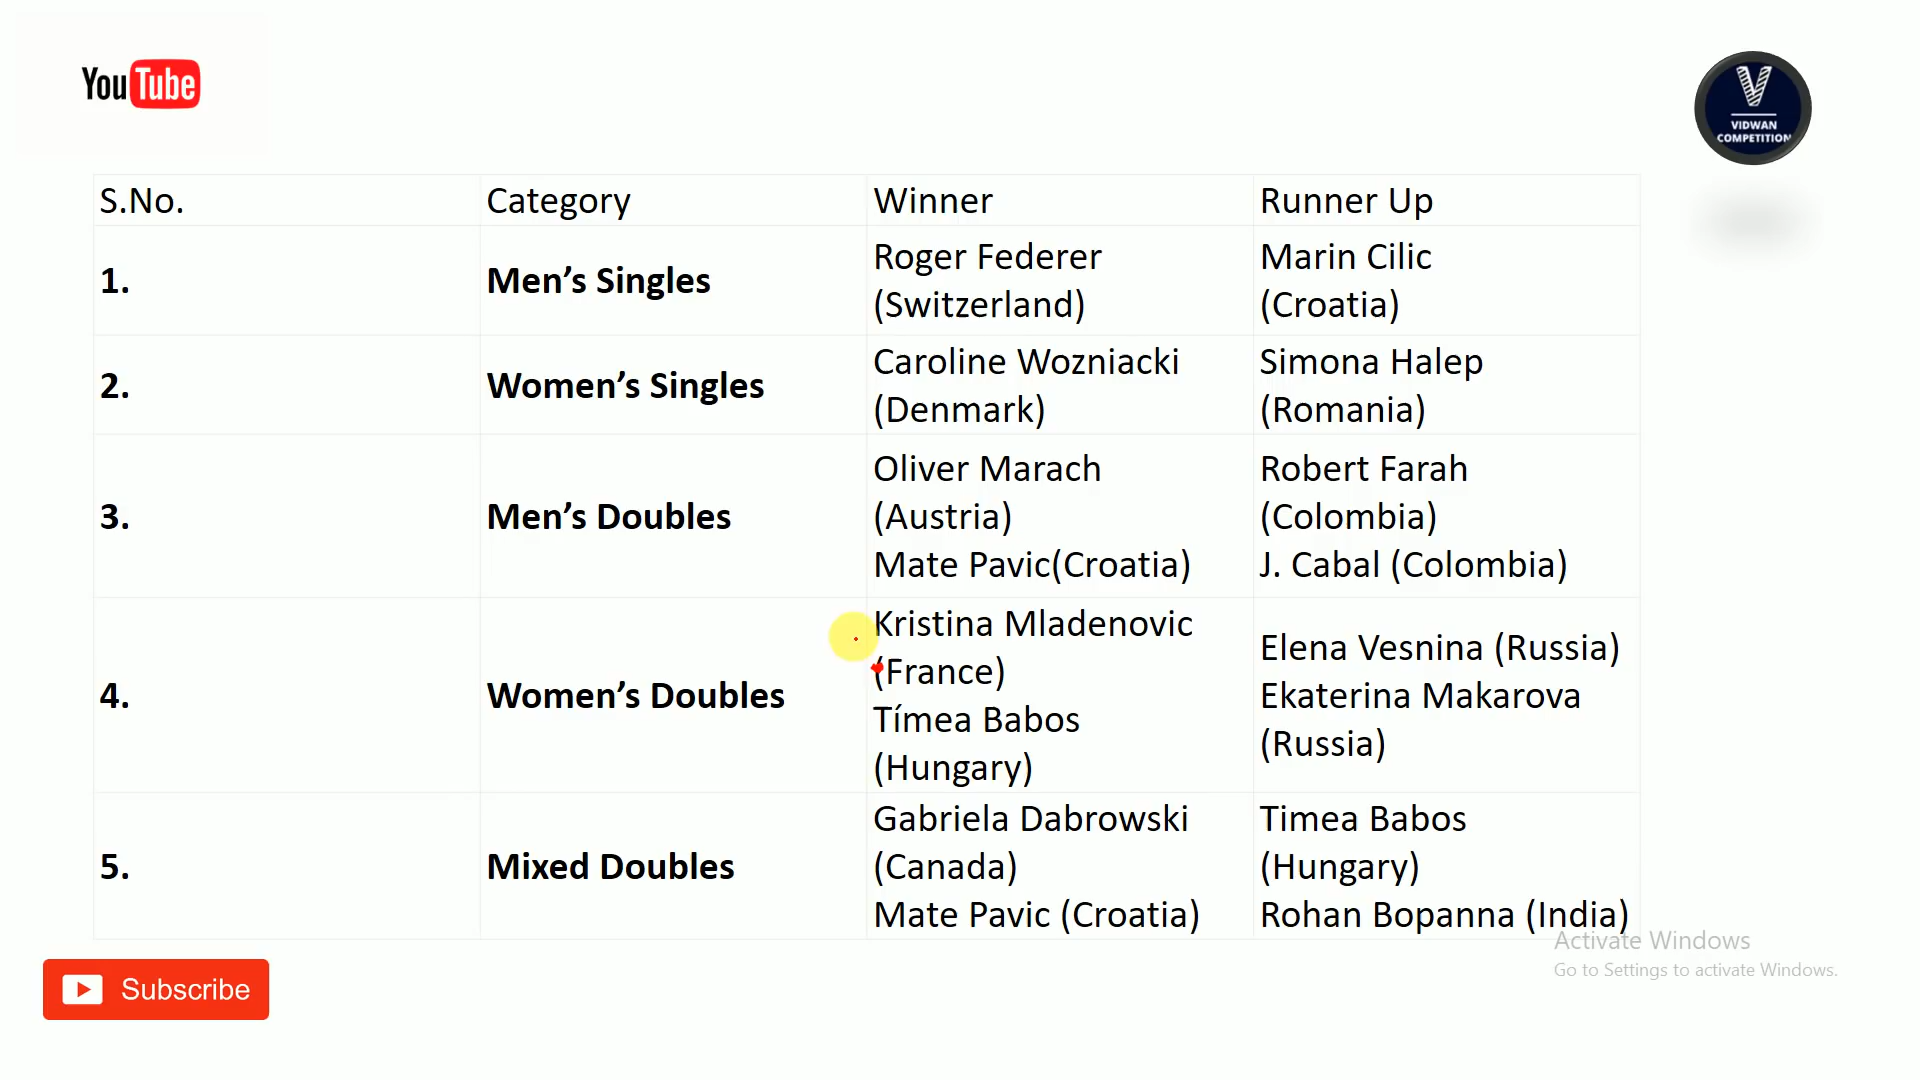 YouTube
V
VIDWAN
COMPETITION
S.No. Category Winner Runner Up
1. Men’s Singles Roger Federer (Switzerland) Marin Cilic (Croatia)
2. Women’s Singles Caroline Wozniacki (Denmark) Simona Halep (Romania)
3. Men’s Doubles Oliver Marach (Austria) Mate Pavic(Croatia) Robert Farah (Colombia) J. Cabal (Colombia)
4. Women’s Doubles Kristina Mladenovic (France) Tímea Babos (Hungary) Elena Vesnina (Russia) Ekaterina Makarova (Russia)
5. Mixed Doubles Gabriela Dabrowski (Canada) Mate Pavic (Croatia) Timea Babos (Hungary) Rohan Bopanna (India)
Activate Windows
Go to Settings to activate Windows.
Subscribe